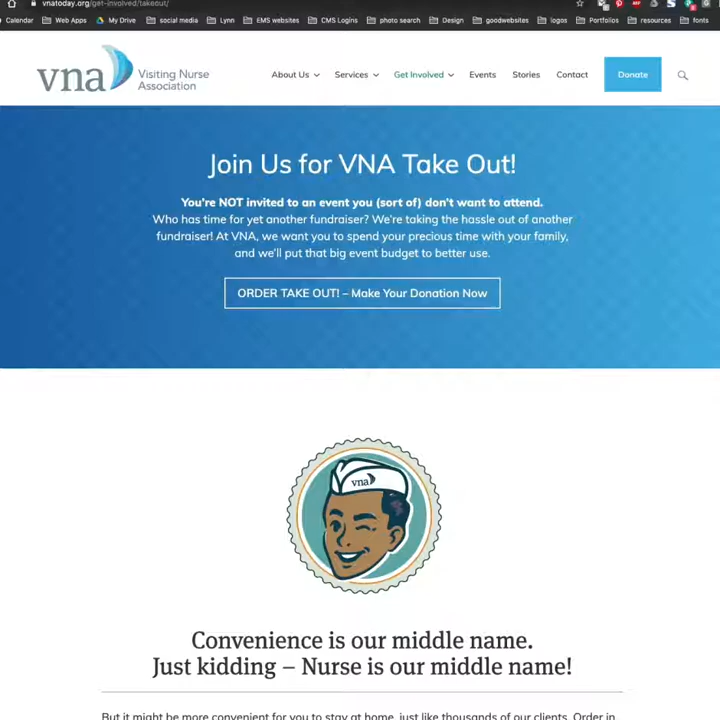 vnatoday.org/get-involved/takeout/
Calendar Web Apps My Drive social media Lynn EMS websites CMS Logins photo search Design goodwebsites logos Portfolios resources fonts
vna Visiting Nurse
Association
About Us Services Get Involved Events Stories Contact Donate
Join Us for VNA Take Out!
You're NOT invited to an event you (sort of) don't want to attend.
Who has time for yet another fundraiser? We're taking the hassle out of another
fundraiser! At VNA, we want you to spend your precious time with your family,
and we'll put that big event budget to better use.
ORDER TAKE OUT! – Make Your Donation Now
vna
Convenience is our middle name.
Just kidding – Nurse is our middle name!
But it might be more convenient for you to stay at home, just like thousands of our clients. Order in,